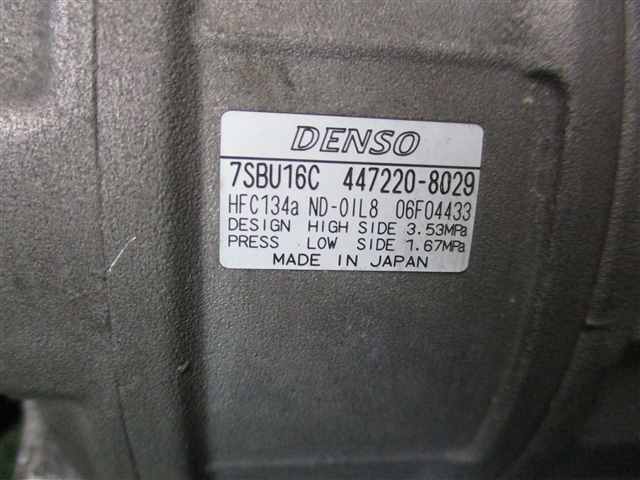 DENSO
7SBU16C 447220-8029
HFC134a ND-OIL8 06F04433
DESIGN HIGH SIDE 3.53MPa
PRESS LOW SIDE 1.67MPa
MADE IN JAPAN